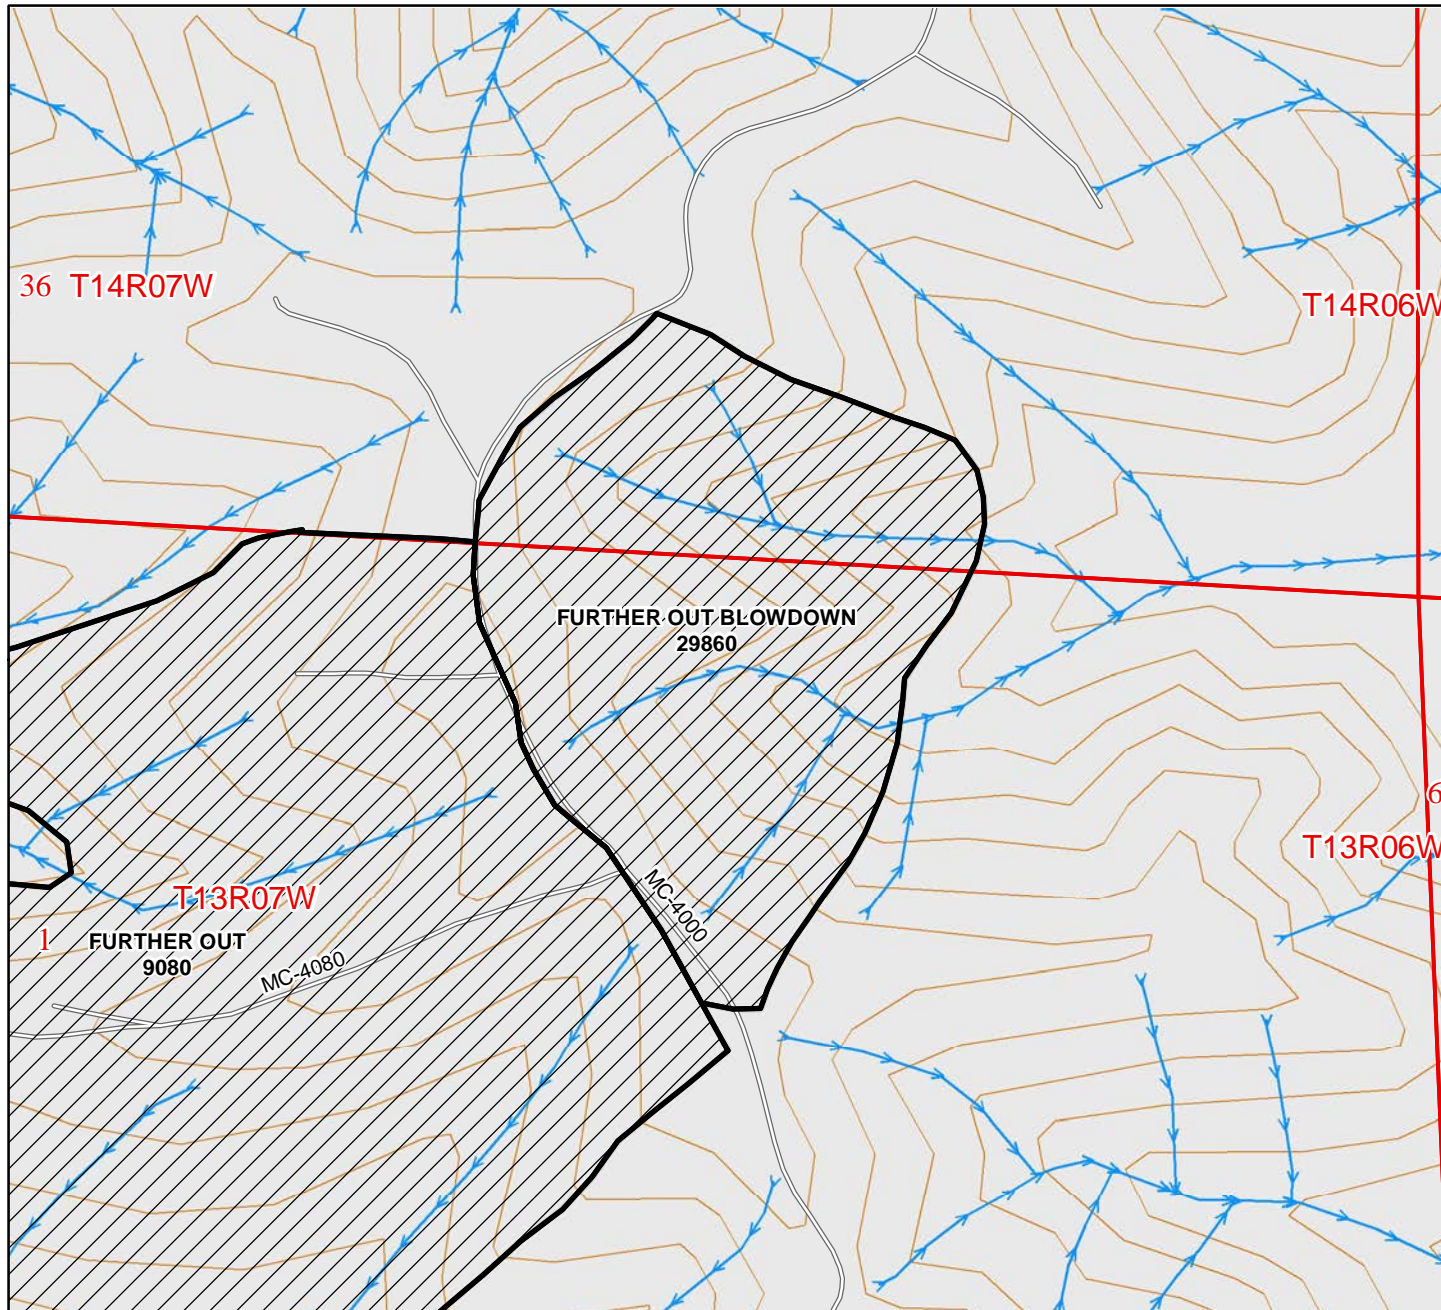 36 T14R07W
T14R06W
FURTHER OUT BLOWDOWN
29860
6
T13R06W
T13R07W
MC-4000
1
FURTHER OUT
9080
MC-4080